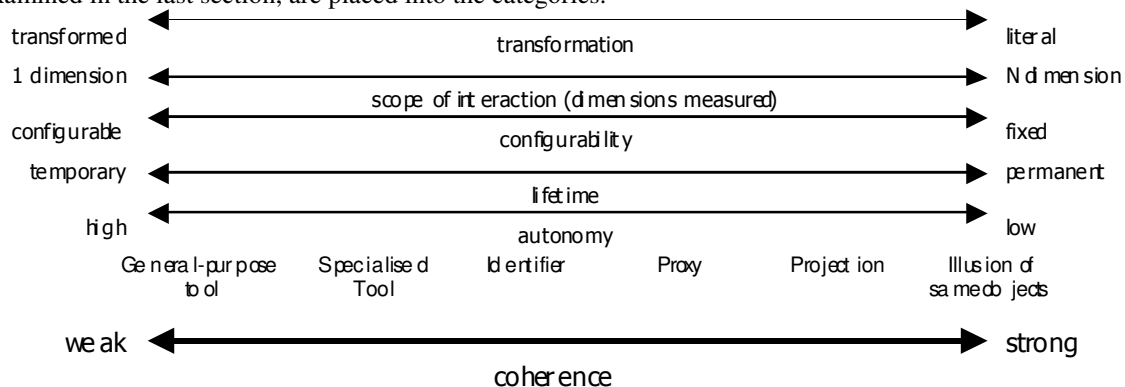 amined in the last section, are placed into the categories.
transformed literal
transformation
1 dimension N dimension
scope of interaction (dimensions measured)
configurable fixed
configurability
temporary permanent
lifetime
high low
autonomy
General-purpose Specialised Identifier Proxy Projection Illusion of
tool Tool same objects
weak strong
coherence